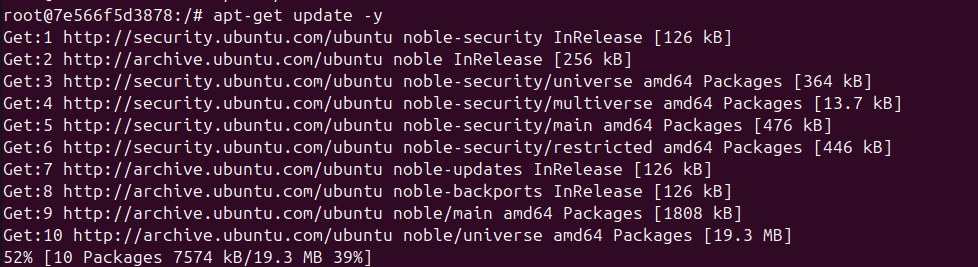 root@7e566f5d3878:/# apt-get update -y
Get:1 http://security.ubuntu.com/ubuntu noble-security InRelease [126 kB]
Get:2 http://archive.ubuntu.com/ubuntu noble InRelease [256 kB]
Get:3 http://security.ubuntu.com/ubuntu noble-security/universe amd64 Packages [364 kB]
Get:4 http://security.ubuntu.com/ubuntu noble-security/multiverse amd64 Packages [13.7 kB]
Get:5 http://security.ubuntu.com/ubuntu noble-security/main amd64 Packages [476 kB]
Get:6 http://security.ubuntu.com/ubuntu noble-security/restricted amd64 Packages [446 kB]
Get:7 http://archive.ubuntu.com/ubuntu noble-updates InRelease [126 kB]
Get:8 http://archive.ubuntu.com/ubuntu noble-backports InRelease [126 kB]
Get:9 http://archive.ubuntu.com/ubuntu noble/main amd64 Packages [1808 kB]
Get:10 http://archive.ubuntu.com/ubuntu noble/universe amd64 Packages [19.3 MB]
52% [10 Packages 7574 kB/19.3 MB 39%]